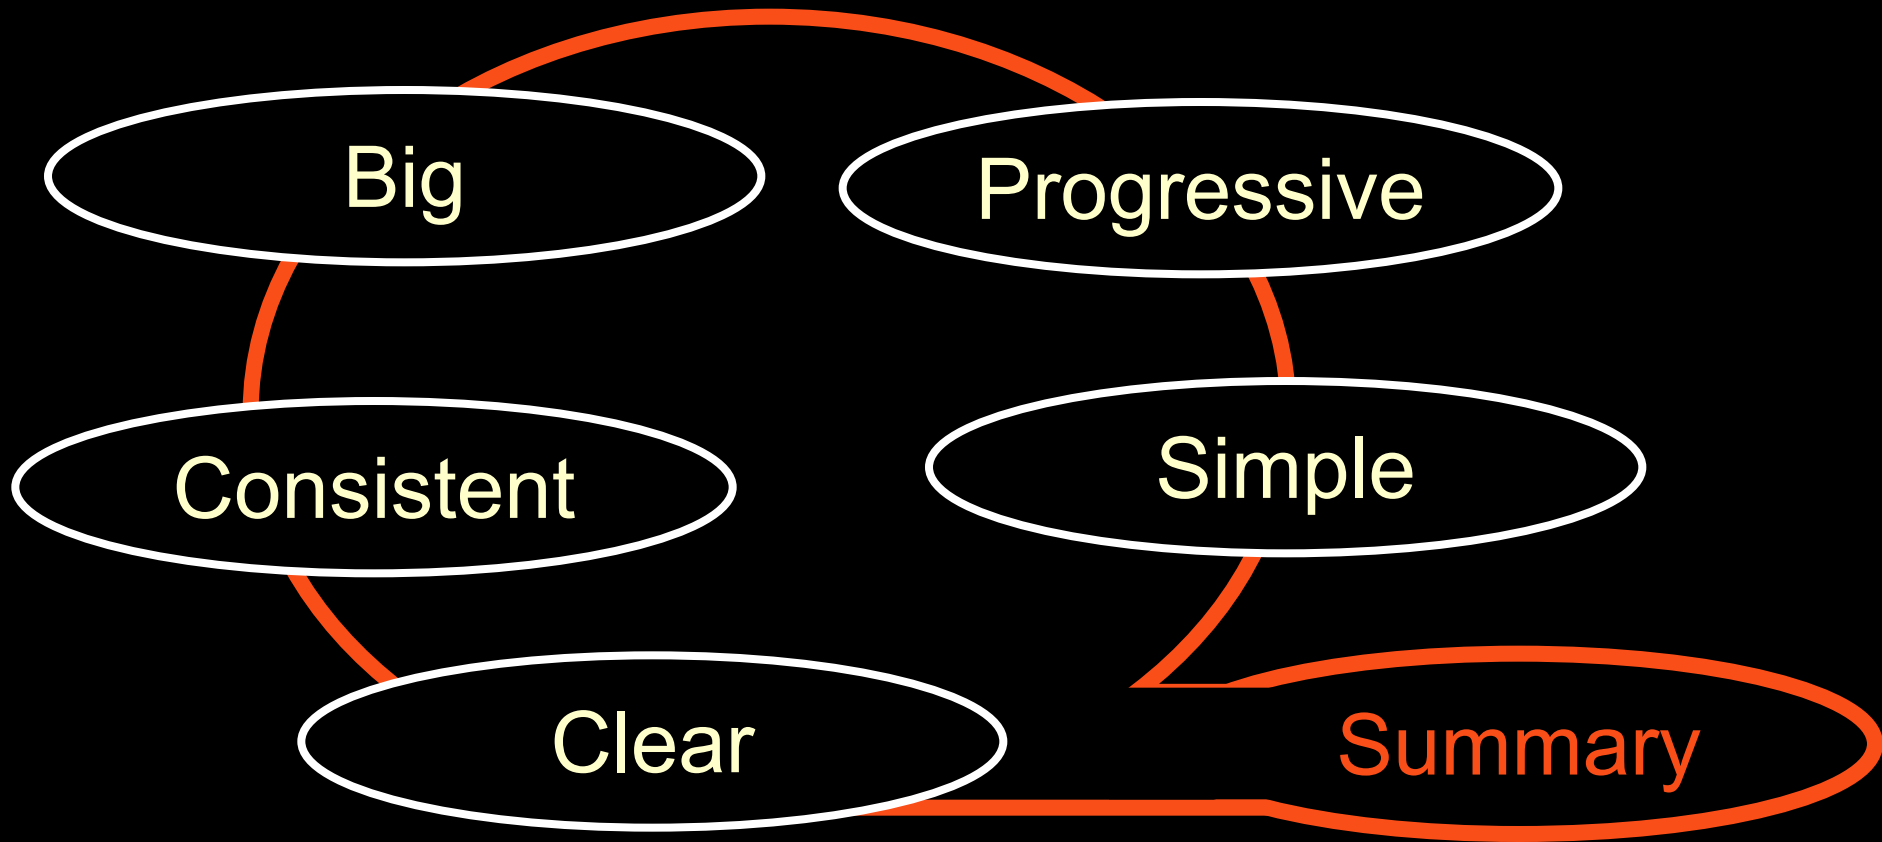 Big
Progressive
Consistent
Simple
Clear
Summary